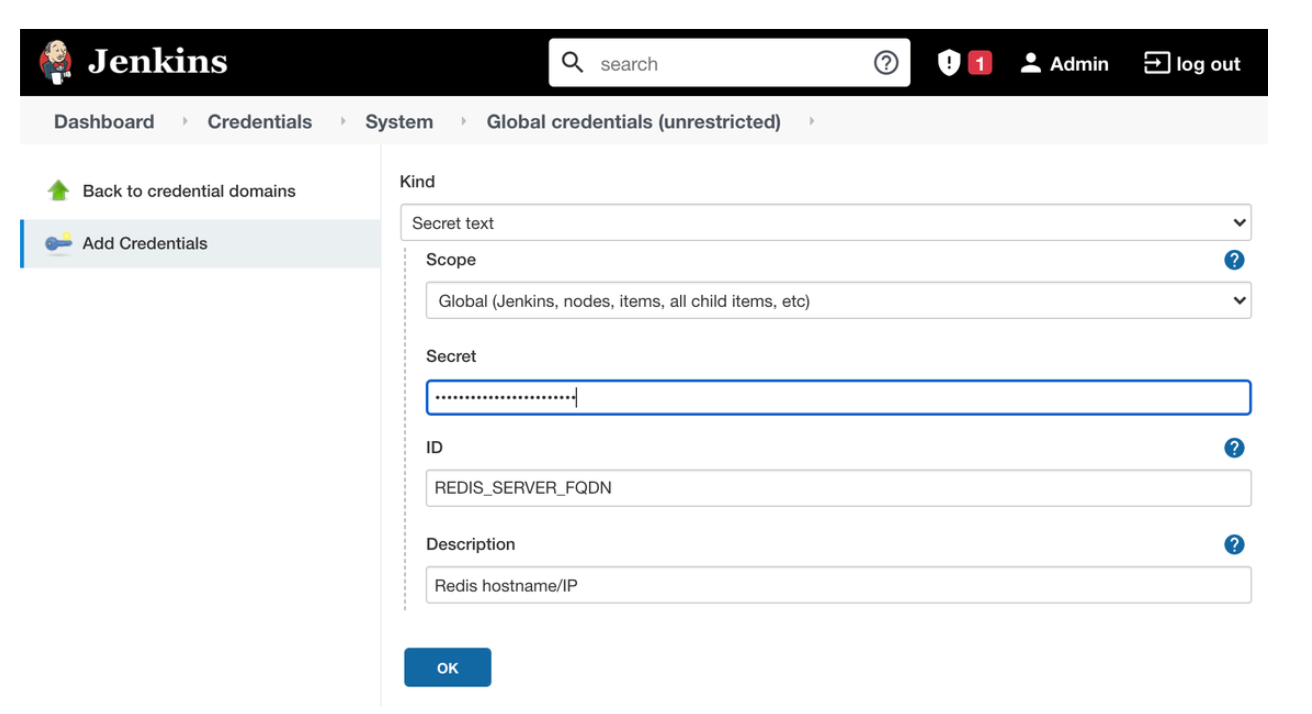 Jenkins
search
1
Admin
log out
Dashboard
Credentials
System
Global credentials (unrestricted)
Back to credential domains
Add Credentials
Kind
Secret text
Scope
?
Global (Jenkins, nodes, items, all child items, etc)
Secret
••••••••••••••••••••••••
ID
?
REDIS_SERVER_FQDN
Description
?
Redis hostname/IP
OK